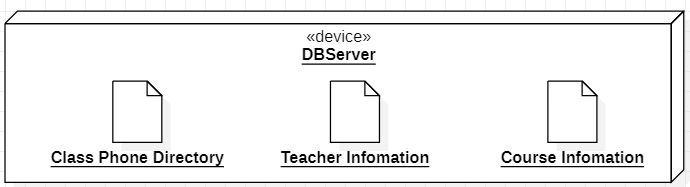 «device»
DBServer
Class Phone Directory Teacher Infomation Course Infomation